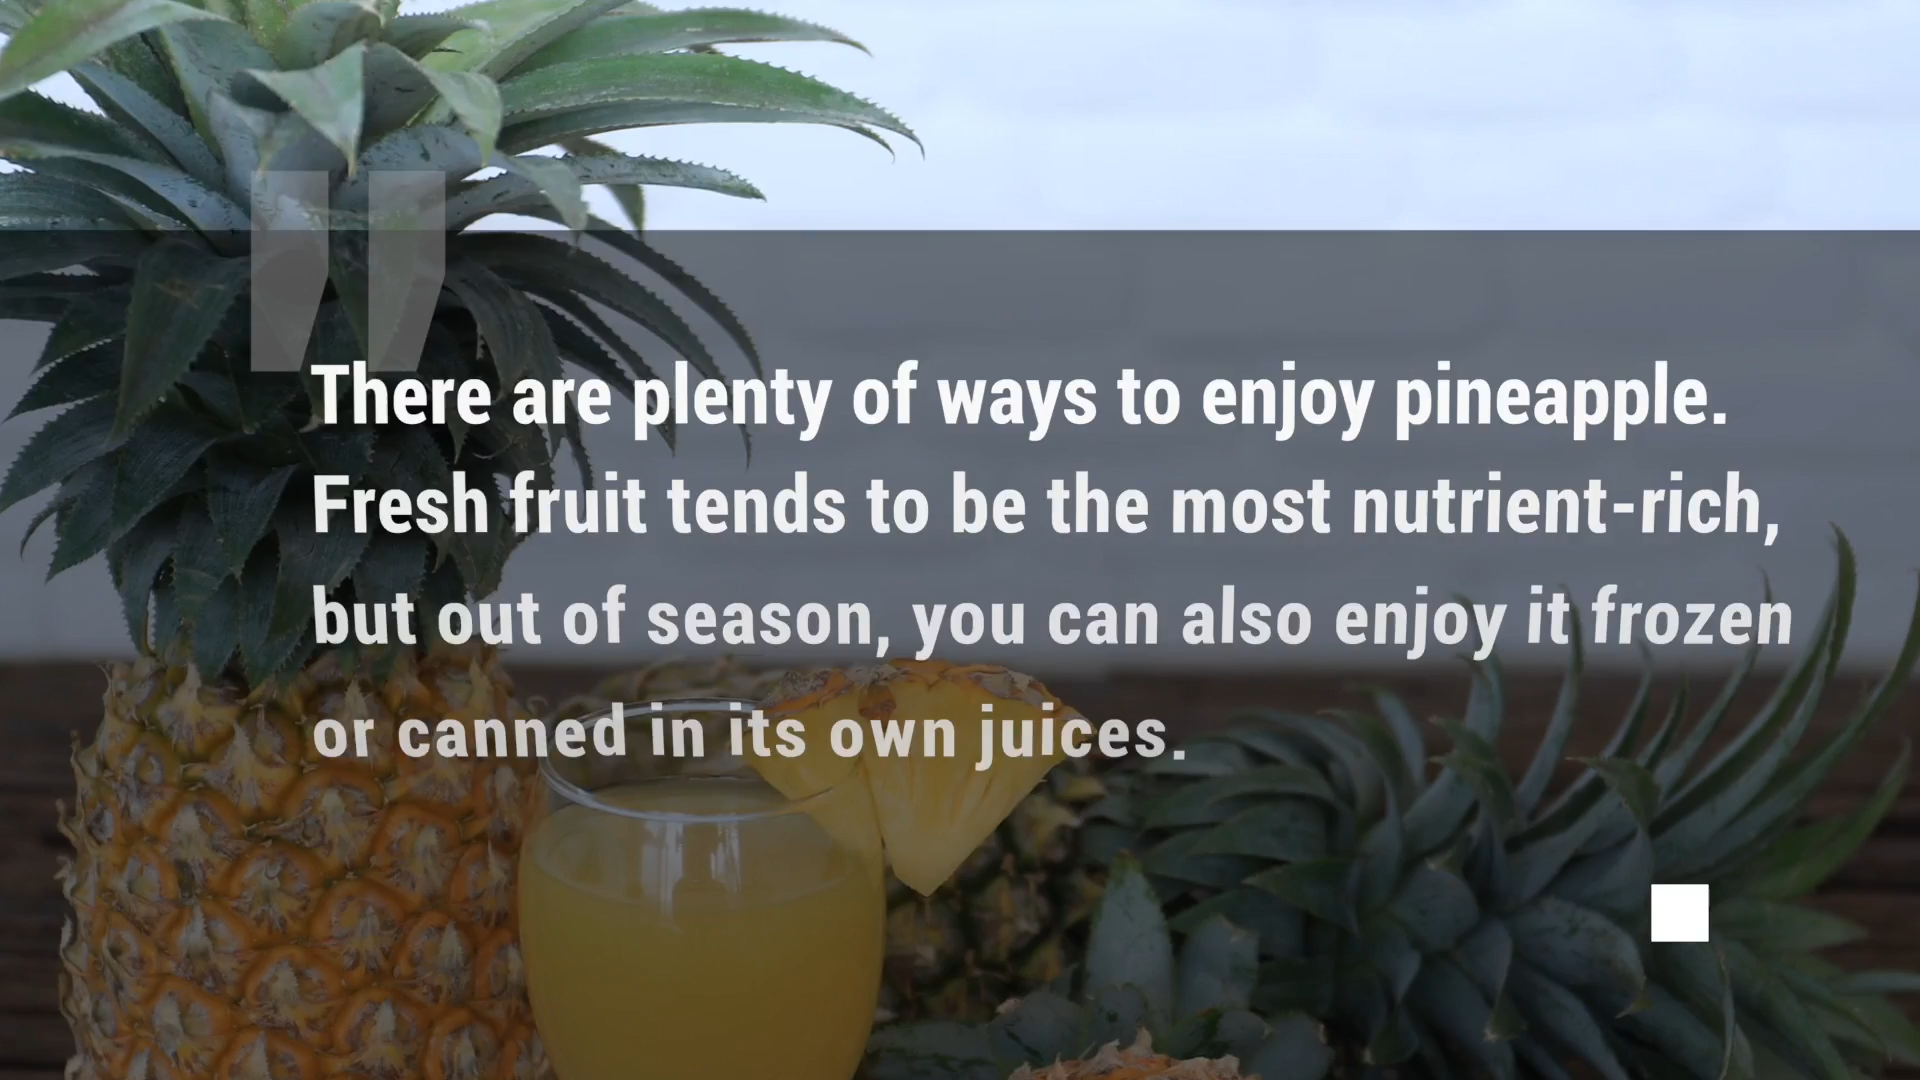 "
There are plenty of ways to enjoy pineapple.
Fresh fruit tends to be the most nutrient-rich,
but out of season, you can also enjoy it frozen
or canned in its own juices.